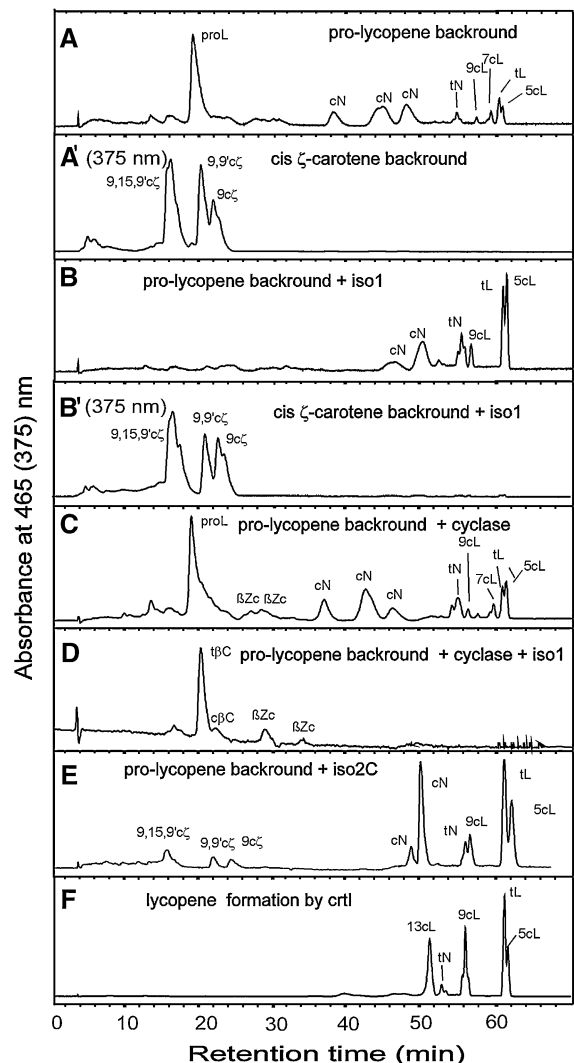 A
proL
pro-lycopene background
cN
cN
cN
tN
9cL
7cL
tL
5cL
A' (375 nm)
9,15,9'cζ
9,9'cζ
9cζ
cis ζ-carotene backround
B
pro-lycopene backround + iso1
cN
cN
tN
9cL
tL
5cL
B' (375 nm)
9,15,9'cζ
9,9'cζ
9cζ
cis ζ-carotene backround + iso1
C
proL
pro-lycopene background + cyclase
ßZc
ßZc
cN
cN
cN
tN
9cL
7cL
tL
5cL
D
tβC
cβC
ßZc
ßZc
pro-lycopene background + cyclase + iso1
E
pro-lycopene backround + iso2C
9,15,9'cζ
9,9'cζ
9cζ
cN
cN
tN
9cL
tL
5cL
F
lycopene formation by crtI
13cL
tN
9cL
tL
5cL
0 10 20 30 40 50 60
Retention time (min)
Absorbance at 465 (375) nm